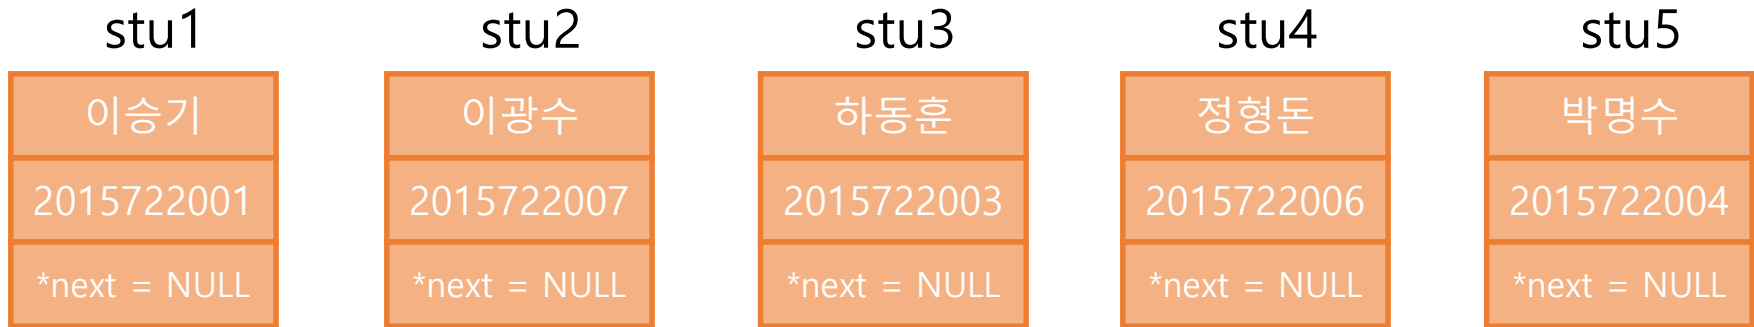 stu1 stu2 stu3 stu4 stu5
이승기 이광수 하동훈 정형돈 박명수
2015722001 2015722007 2015722003 2015722006 2015722004
*next = NULL *next = NULL *next = NULL *next = NULL *next = NULL